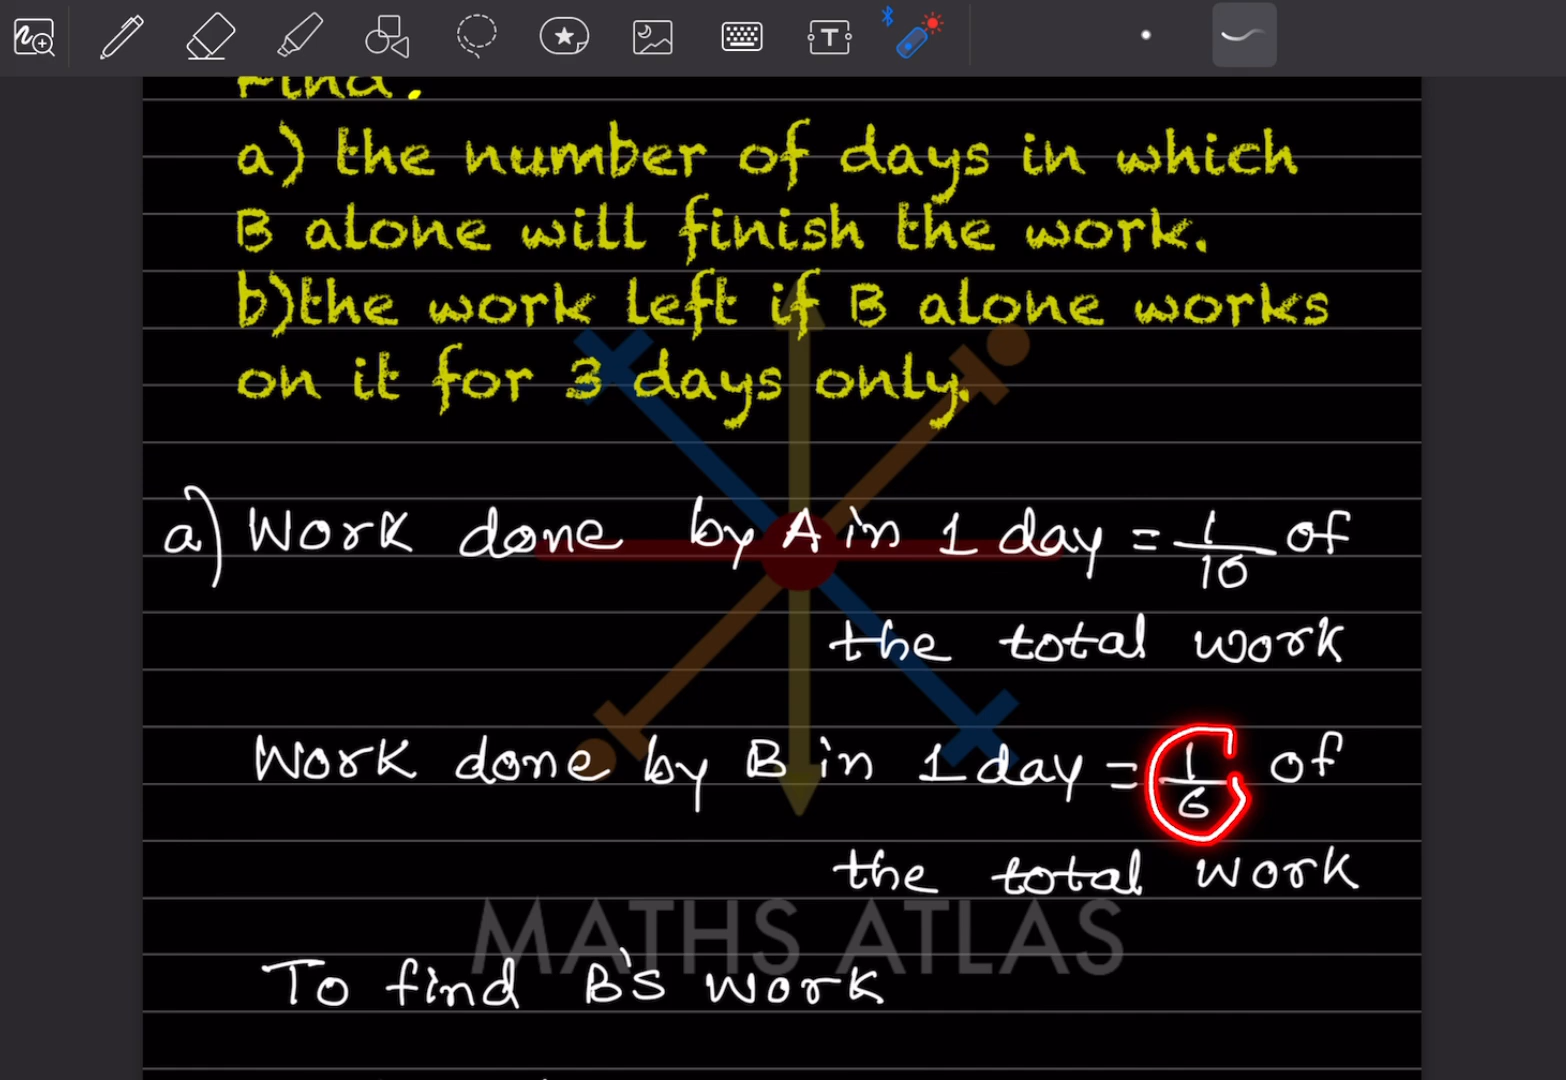 Find.
a) the number of days in which
B alone will finish the work.
b)the work left if B alone works
on it for 3 days only.
a) Work done by A in 1 day = 1/10 of
the total work
Work done by B in 1 day = 1/6 of
the total work
MATHS ATLAS
To find B's work